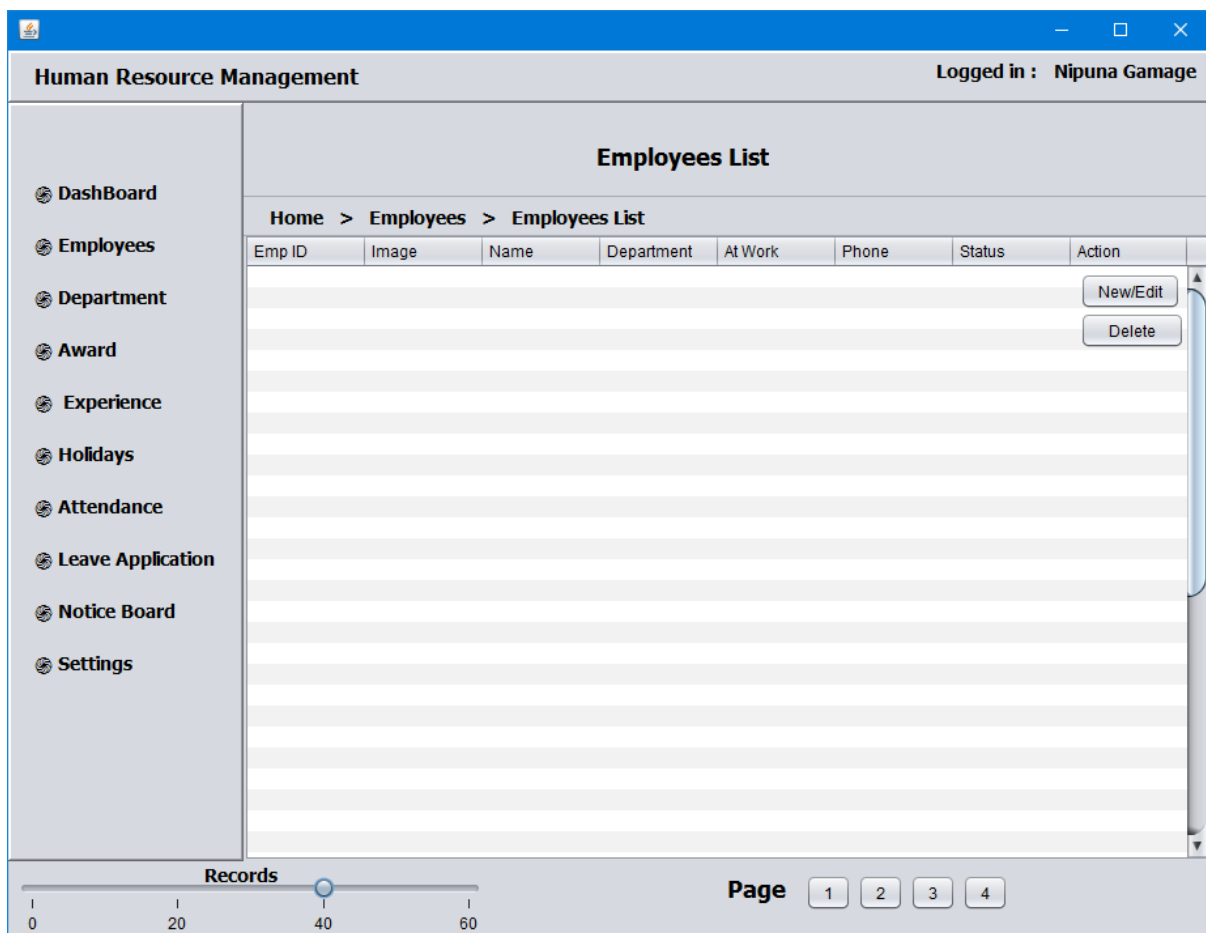 Human Resource Management
Logged in : Nipuna Gamage
Employees List
DashBoard
Employees
Department
Award
Experience
Holidays
Attendance
Leave Application
Notice Board
Settings
Home > Employees > Employees List
Emp ID Image Name Department At Work Phone Status Action
New/Edit
Delete
Records
0 20 40 60
Page 1 2 3 4